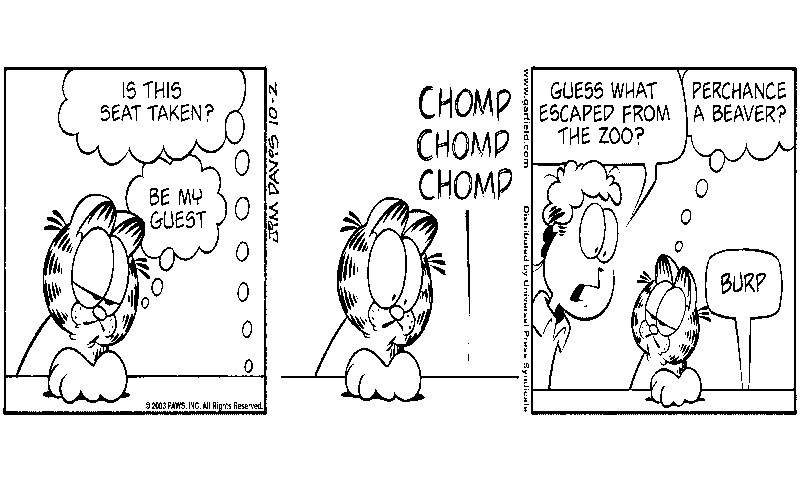 IS THIS
SEAT TAKEN?
BE MY
GUEST
© 2003 PAWS, INC. All Rights Reserved.
JIM DAVIS 10-2
CHOMP
CHOMP
CHOMP
www.garfield.com
Distributed by Universal Press Syndicate
GUESS WHAT
ESCAPED FROM
THE ZOO?
PERCHANCE
A BEAVER?
BURP